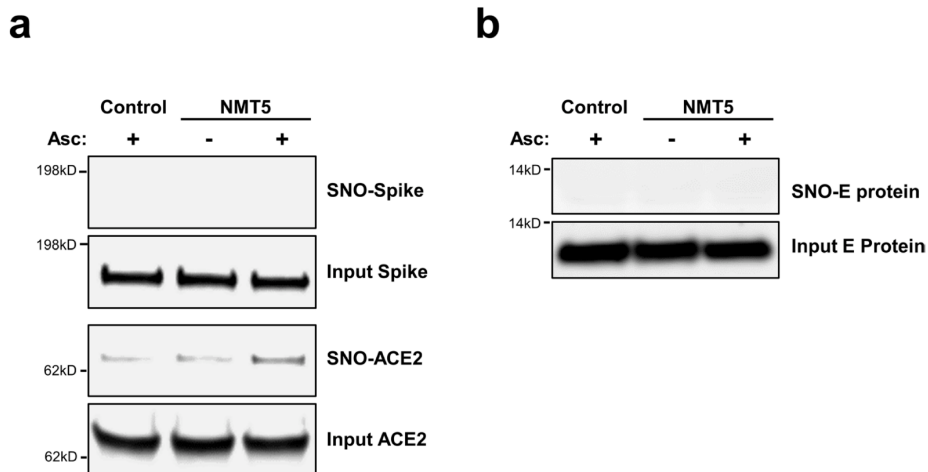 a
Control NMT5
Asc: + - +
198kD
SNO-Spike
198kD
Input Spike
SNO-ACE2
62kD
Input ACE2
62kD
b
Control NMT5
Asc: + - +
14kD
SNO-E protein
14kD
Input E Protein